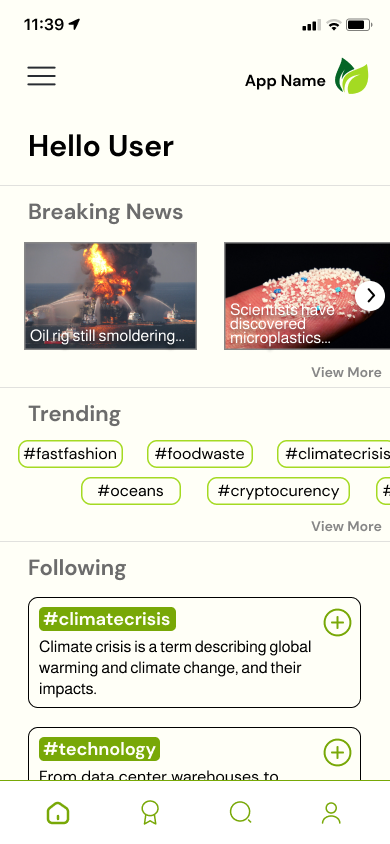 11:39
App Name
Hello User
Breaking News
Oil rig still smoldering...
Scientists have
discovered
microplastics...
View More
Trending
#fastfashion #foodwaste #climatecrisis
#oceans #cryptocurency #
View More
Following
#climatecrisis
Climate crisis is a term describing global
warming and climate change, and their
impacts.
#technology
From data center warehouses to